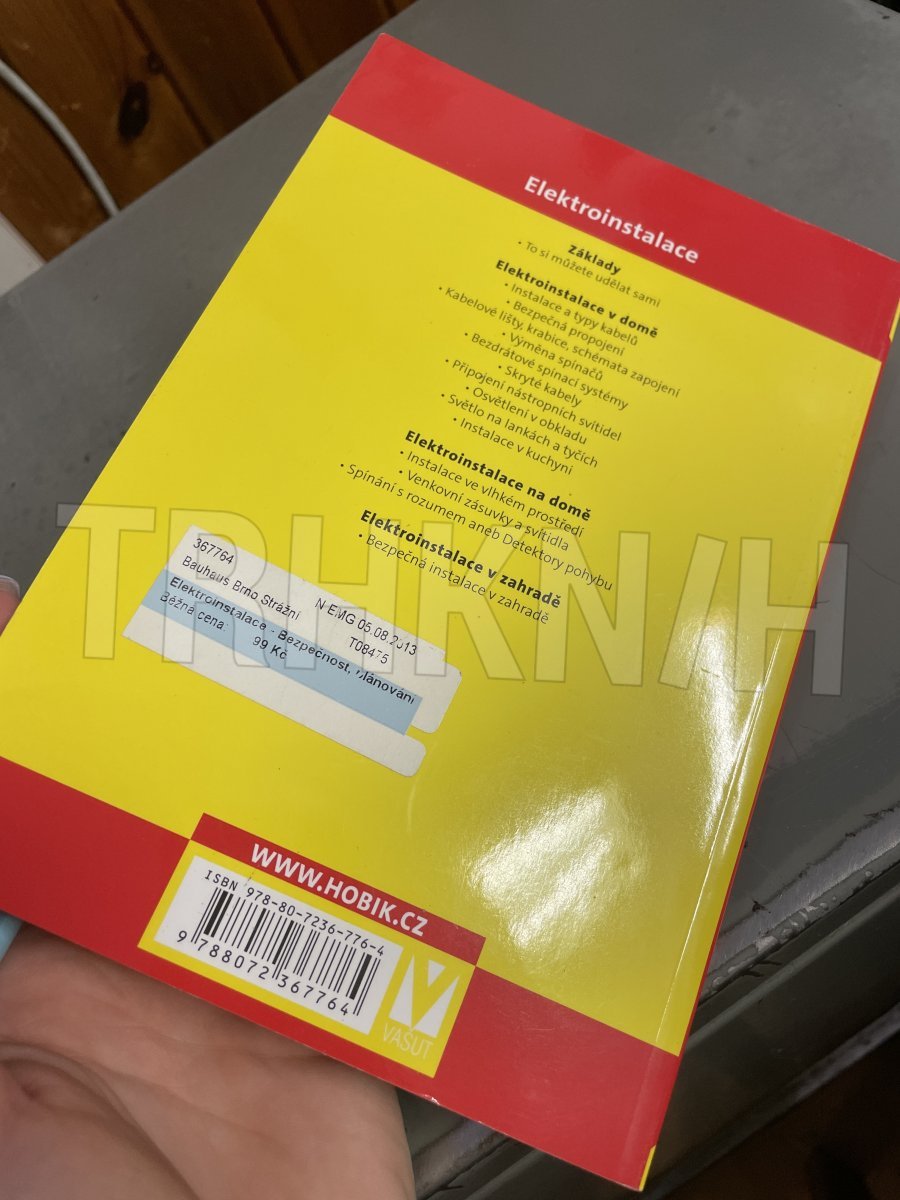 Elektroinstalace
Základy
• To si můžete udělat sami
Elektroinstalace v domě
• Instalace a typy kabelů
• Bezpečná propojení
• Kabelové lišty, krabice, schémata zapojení
• Výměna spínačů
• Bezdrátové spínací systémy
• Skryté kabely
• Připojení nástropních svítidel
• Osvětlení v obkladu
• Světlo na lankách a tyčích
• Instalace v kuchyni
Elektroinstalace na domě
• Instalace ve vlhkém prostředí
• Venkovní zásuvky a svítidla
• Spínání s rozumem aneb Detektory pohybu
Elektroinstalace v zahradě
• Bezpečná instalace v zahradě
TRHKNIH
367764 N EMG 05.08.2013
Bauhaus Brno Strážní T08475
Elektroinstalace - Bezpečnost, plánování
Běžná cena: 99 Kč
WWW.HOBIK.CZ
ISBN 978-80-7236-776-4
9 788072 367764
VAŠUT